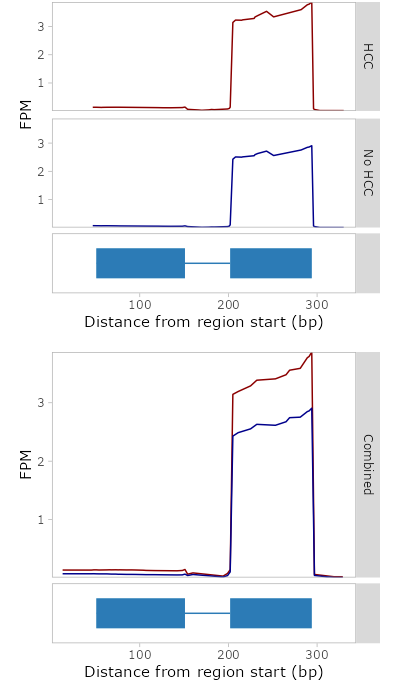 3
2
1
HCC
FPM
3
2
1
No HCC
100 200 300
Distance from region start (bp)
3
2
1
FPM
Combined
100 200 300
Distance from region start (bp)